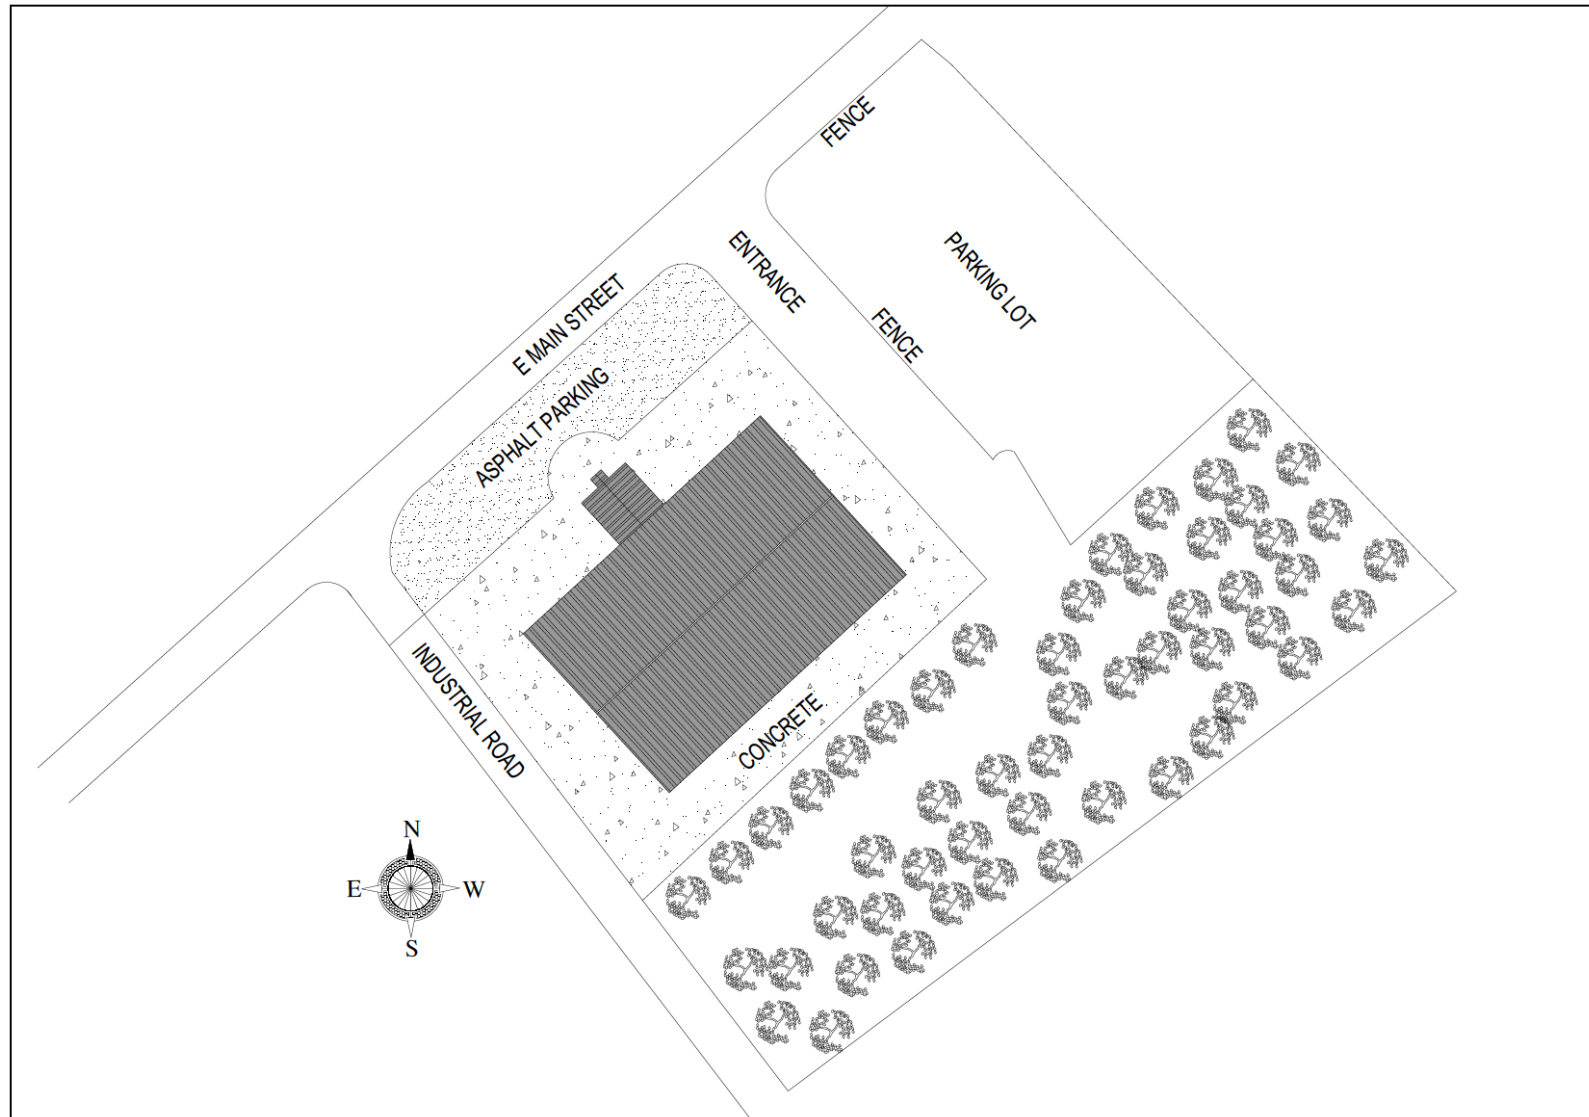 FENCE
ENTRANCE
PARKING LOT
E MAIN STREET
FENCE
ASPHALT PARKING
INDUSTRIAL ROAD
CONCRETE
N
E
W
S